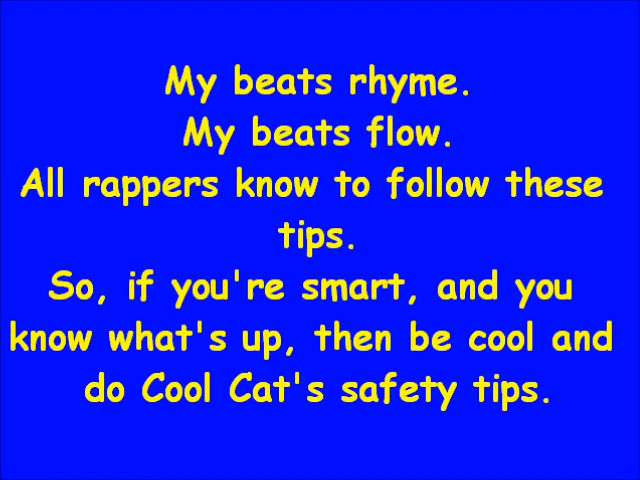 My beats rhyme.
My beats flow.
All rappers know to follow these
tips.
So, if you're smart, and you
know what's up, then be cool and
do Cool Cat's safety tips.